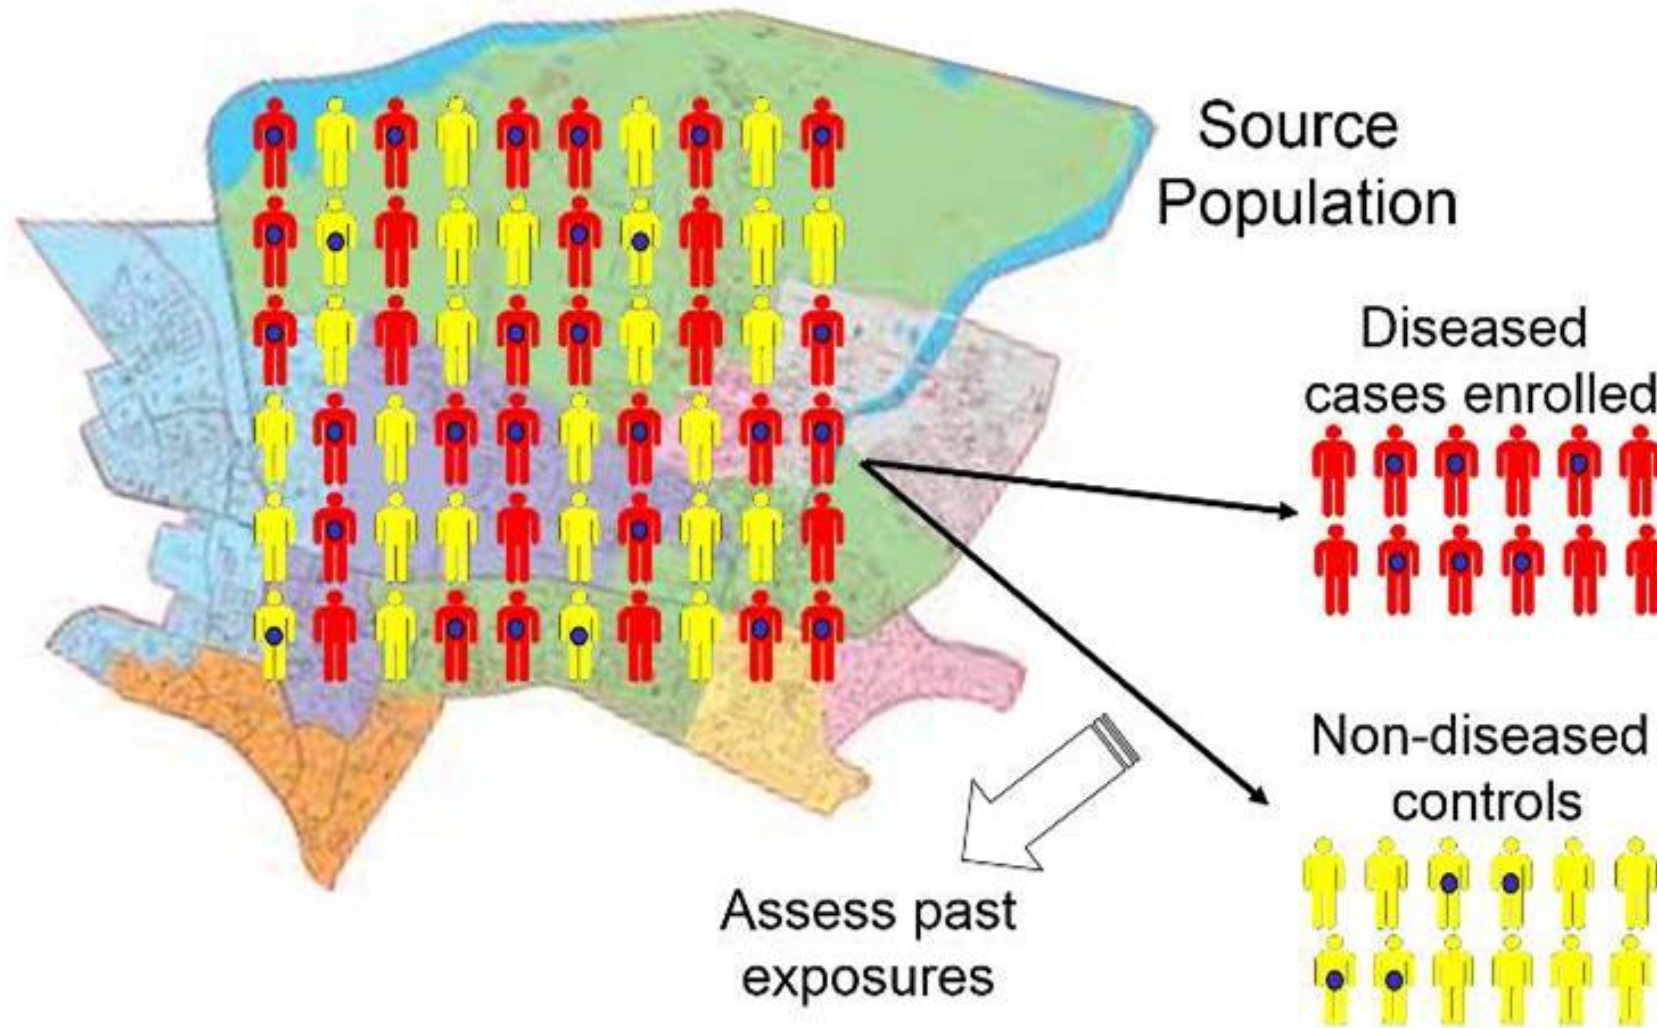 Source
Population
Diseased
cases enrolled
Non-diseased
controls
Assess past
exposures